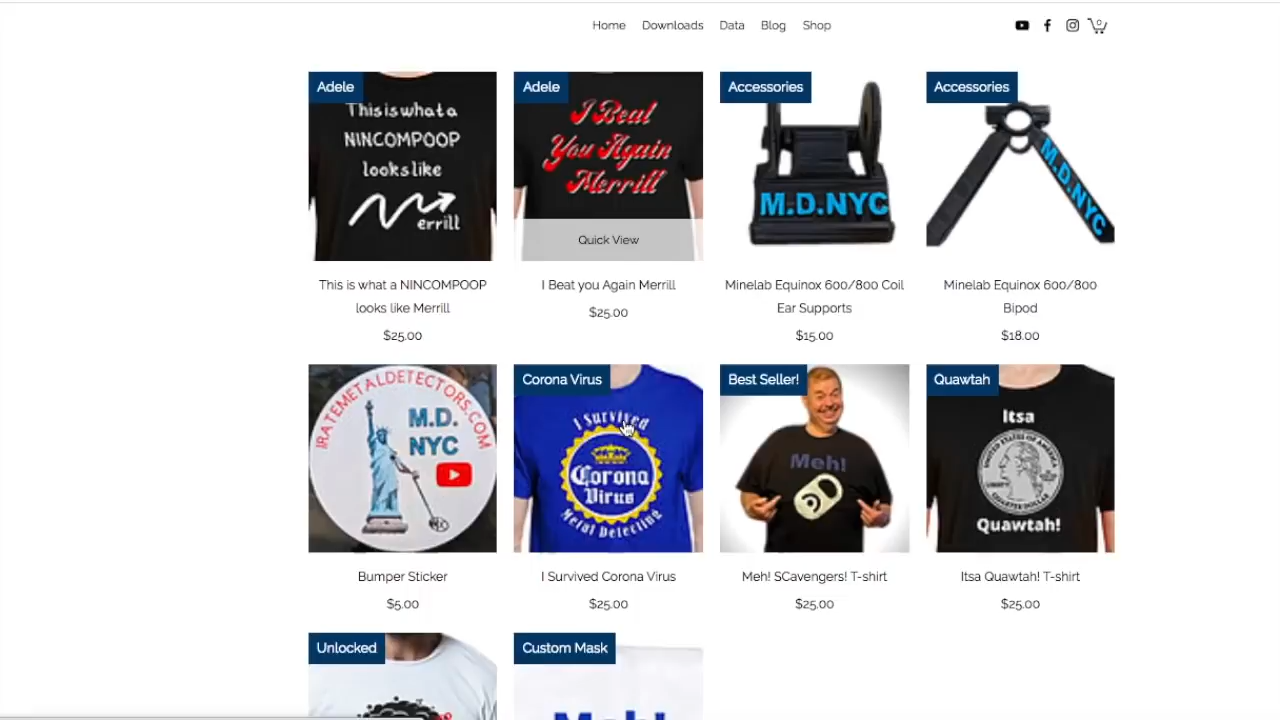 Home Downloads Data Blog Shop
0
Adele
This is what a
NINCOMPOOP
looks like
errill
Adele
I Beat
You Again
Merrill
Quick View
Accessories
M.D.NYC
Accessories
M.D.NYC
This is what a NINCOMPOOP
looks like Merrill
$25.00
I Beat you Again Merrill
$25.00
Minelab Equinox 600/800 Coil
Ear Supports
$15.00
Minelab Equinox 600/800
Bipod
$18.00
IRATEMETALDETECTORS.COM
M.D.
NYC
Corona Virus
I Survived
Corona
Virus
Metal Detecting
Best Seller!
Meh!
Quawtah
Itsa
UNITED STATES OF AMERICA
LIBERTY
QUARTER DOLLAR
Quawtah!
Bumper Sticker
$5.00
I Survived Corona Virus
$25.00
Meh! SCavengers! T-shirt
$25.00
Itsa Quawtah! T-shirt
$25.00
Unlocked
Custom Mask
Meh!